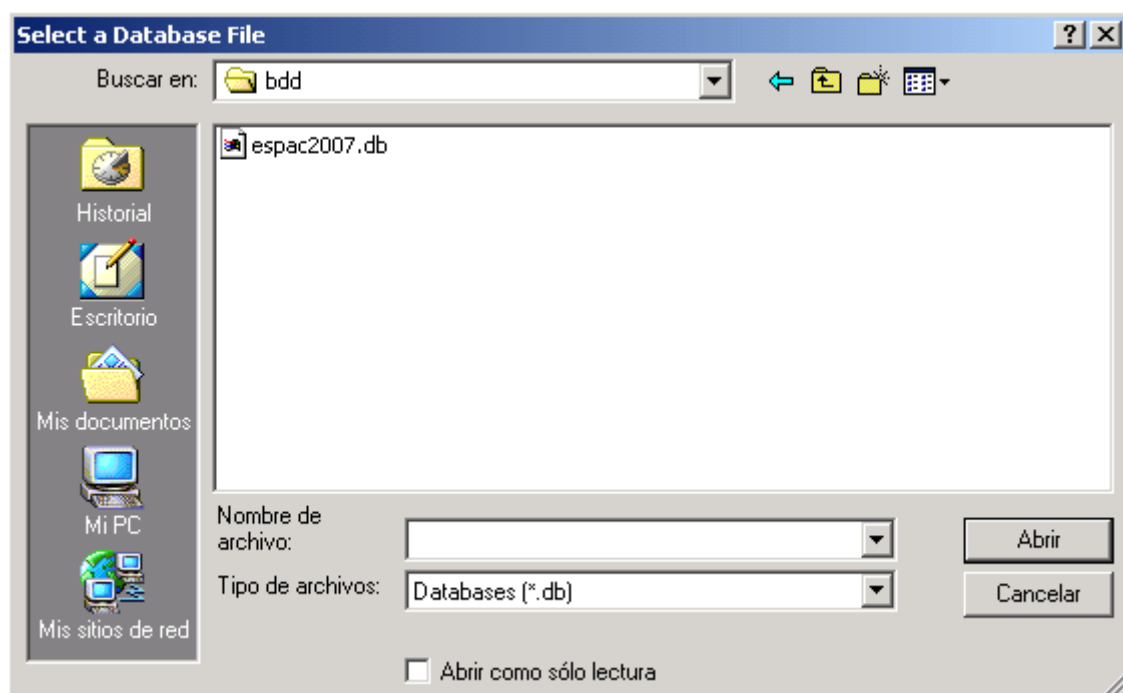 Select a Database File
Buscar en:
bdd
espac2007.db
Historial
Escritorio
Mis documentos
Mi PC
Mis sitios de red
Nombre de
archivo:
Abrir
Tipo de archivos:
Databases (*.db)
Cancelar
Abrir como sólo lectura